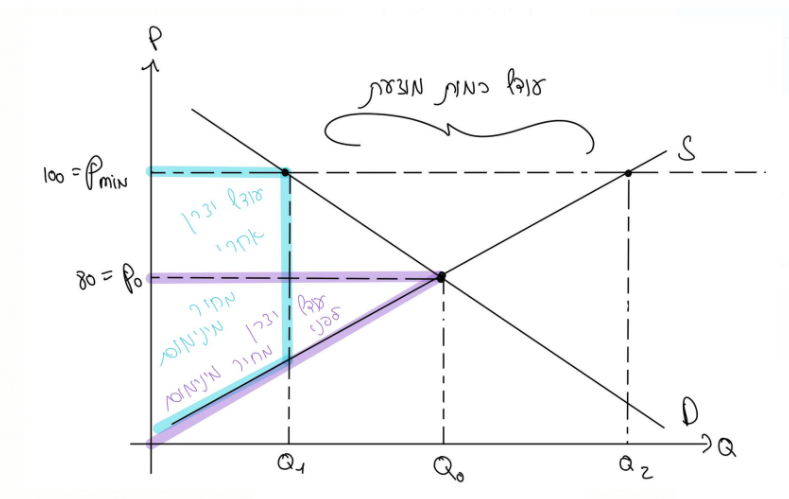 P
עודף כמות מוצעת
S
100 = Pmin
עודף יצרן
אחרי
80 = P0
מחיר
מינימום
עודף יצרן
לפני
מחיר מינימום
D
Q
Q1
Q0
Q2